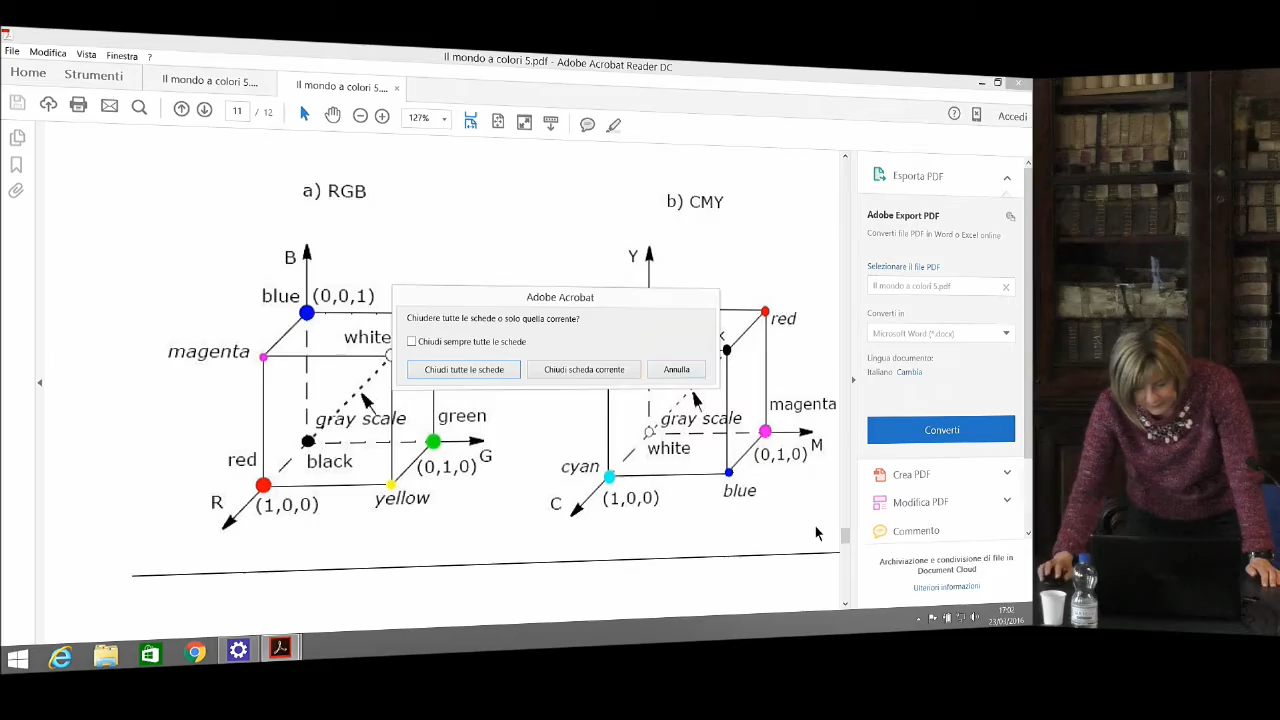 Il mondo a colori 5.pdf - Adobe Acrobat Reader DC
File Modifica Vista Finestra ?
Home Strumenti Il mondo a colori 5.... Il mondo a colori 5.... ×
11 / 12 127% Accedi
a) RGB
b) CMY
B
blue (0,0,1)
magenta
white
gray scale
green
G
(0,1,0)
black
red
R
(1,0,0)
yellow
Y
red
k
magenta
gray scale
M
white
(0,1,0)
cyan
C
(1,0,0)
blue
Adobe Acrobat
Chiudere tutte le schede o solo quella corrente?
Chiudi sempre tutte le schede
Chiudi tutte le schede Chiudi scheda corrente Annulla
Esporta PDF
Adobe Export PDF
Converti file PDF in Word o Excel online
Selezionare il file PDF
Il mondo a colori 5.pdf ×
Converti in
Microsoft Word (*.docx)
Lingua documento:
Italiano Cambia
Converti
Crea PDF
Modifica PDF
Commento
Archiviazione e condivisione di file in
Document Cloud
Ulteriori informazioni
17:02
23/03/2016